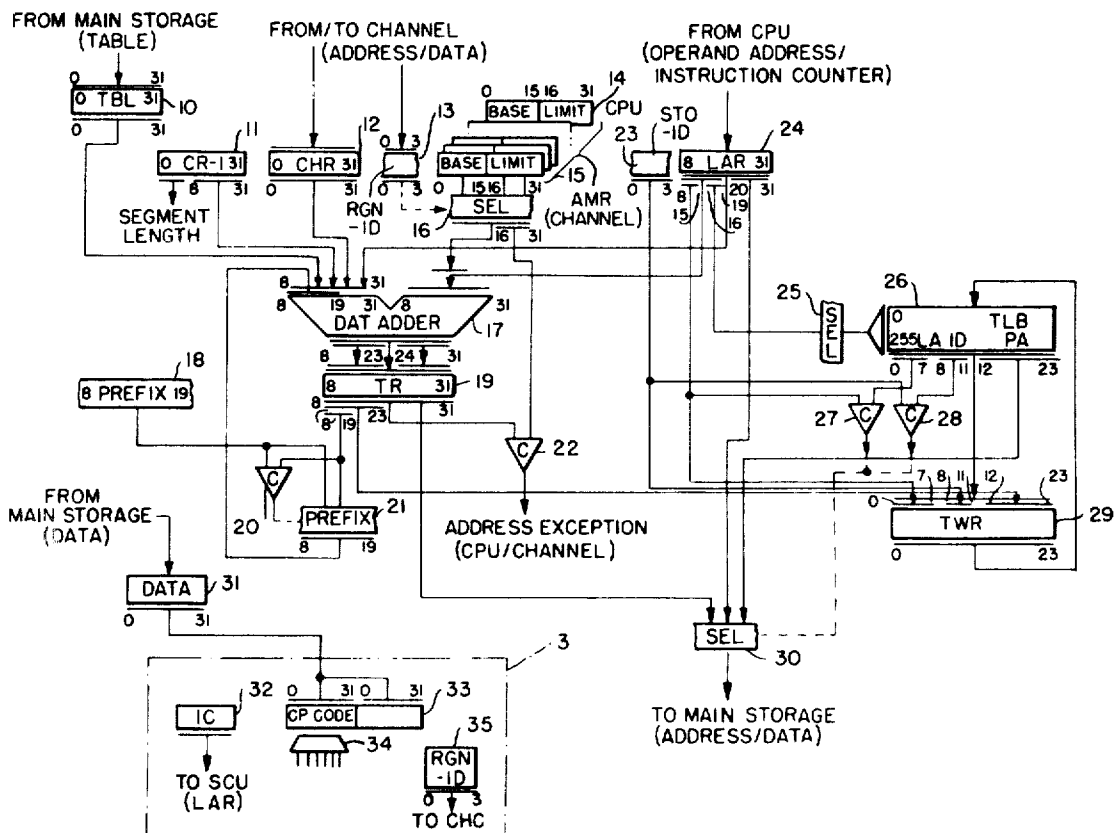 FROM MAIN STORAGE
(TABLE)
FROM/TO CHANNEL
(ADDRESS/DATA)
FROM CPU
(OPERAND ADDRESS/
INSTRUCTION COUNTER)
0 31
0 TBL 31
0 31
10
11
0 CR-1 31
8 31
SEGMENT
LENGTH
12
0 CHR 31
0 31
13
0 3
0 3
RGN
-ID
0 15 16 31
BASE LIMIT
14
CPU
BASE LIMIT
0 15 16 31
15
AMR
(CHANNEL)
16
SEL
16 31
STO
-ID
23
0 3
24
8 LAR 31
8 15 16 19 20 31
8 19 31 8 31
31
8
DAT ADDER
17
8 23 24 31
8 TR 31
19
8 23 31
8 19
18
8 PREFIX 19
C
20
PREFIX
21
8 19
C
22
ADDRESS EXCEPTION
(CPU/CHANNEL)
25
SEL
26
0
TLB
255 LA ID PA
0 7 8 11 12 23
27
C
C
28
0 7 8 11 12 23
TWR
29
0 23
FROM
MAIN STORAGE
(DATA)
DATA
31
0 31
SEL
30
TO MAIN STORAGE
(ADDRESS/DATA)
3
32
IC
TO SCU
(LAR)
0 31 0 31
CP CODE
33
34
35
RGN
-ID
0 3
TO CHC